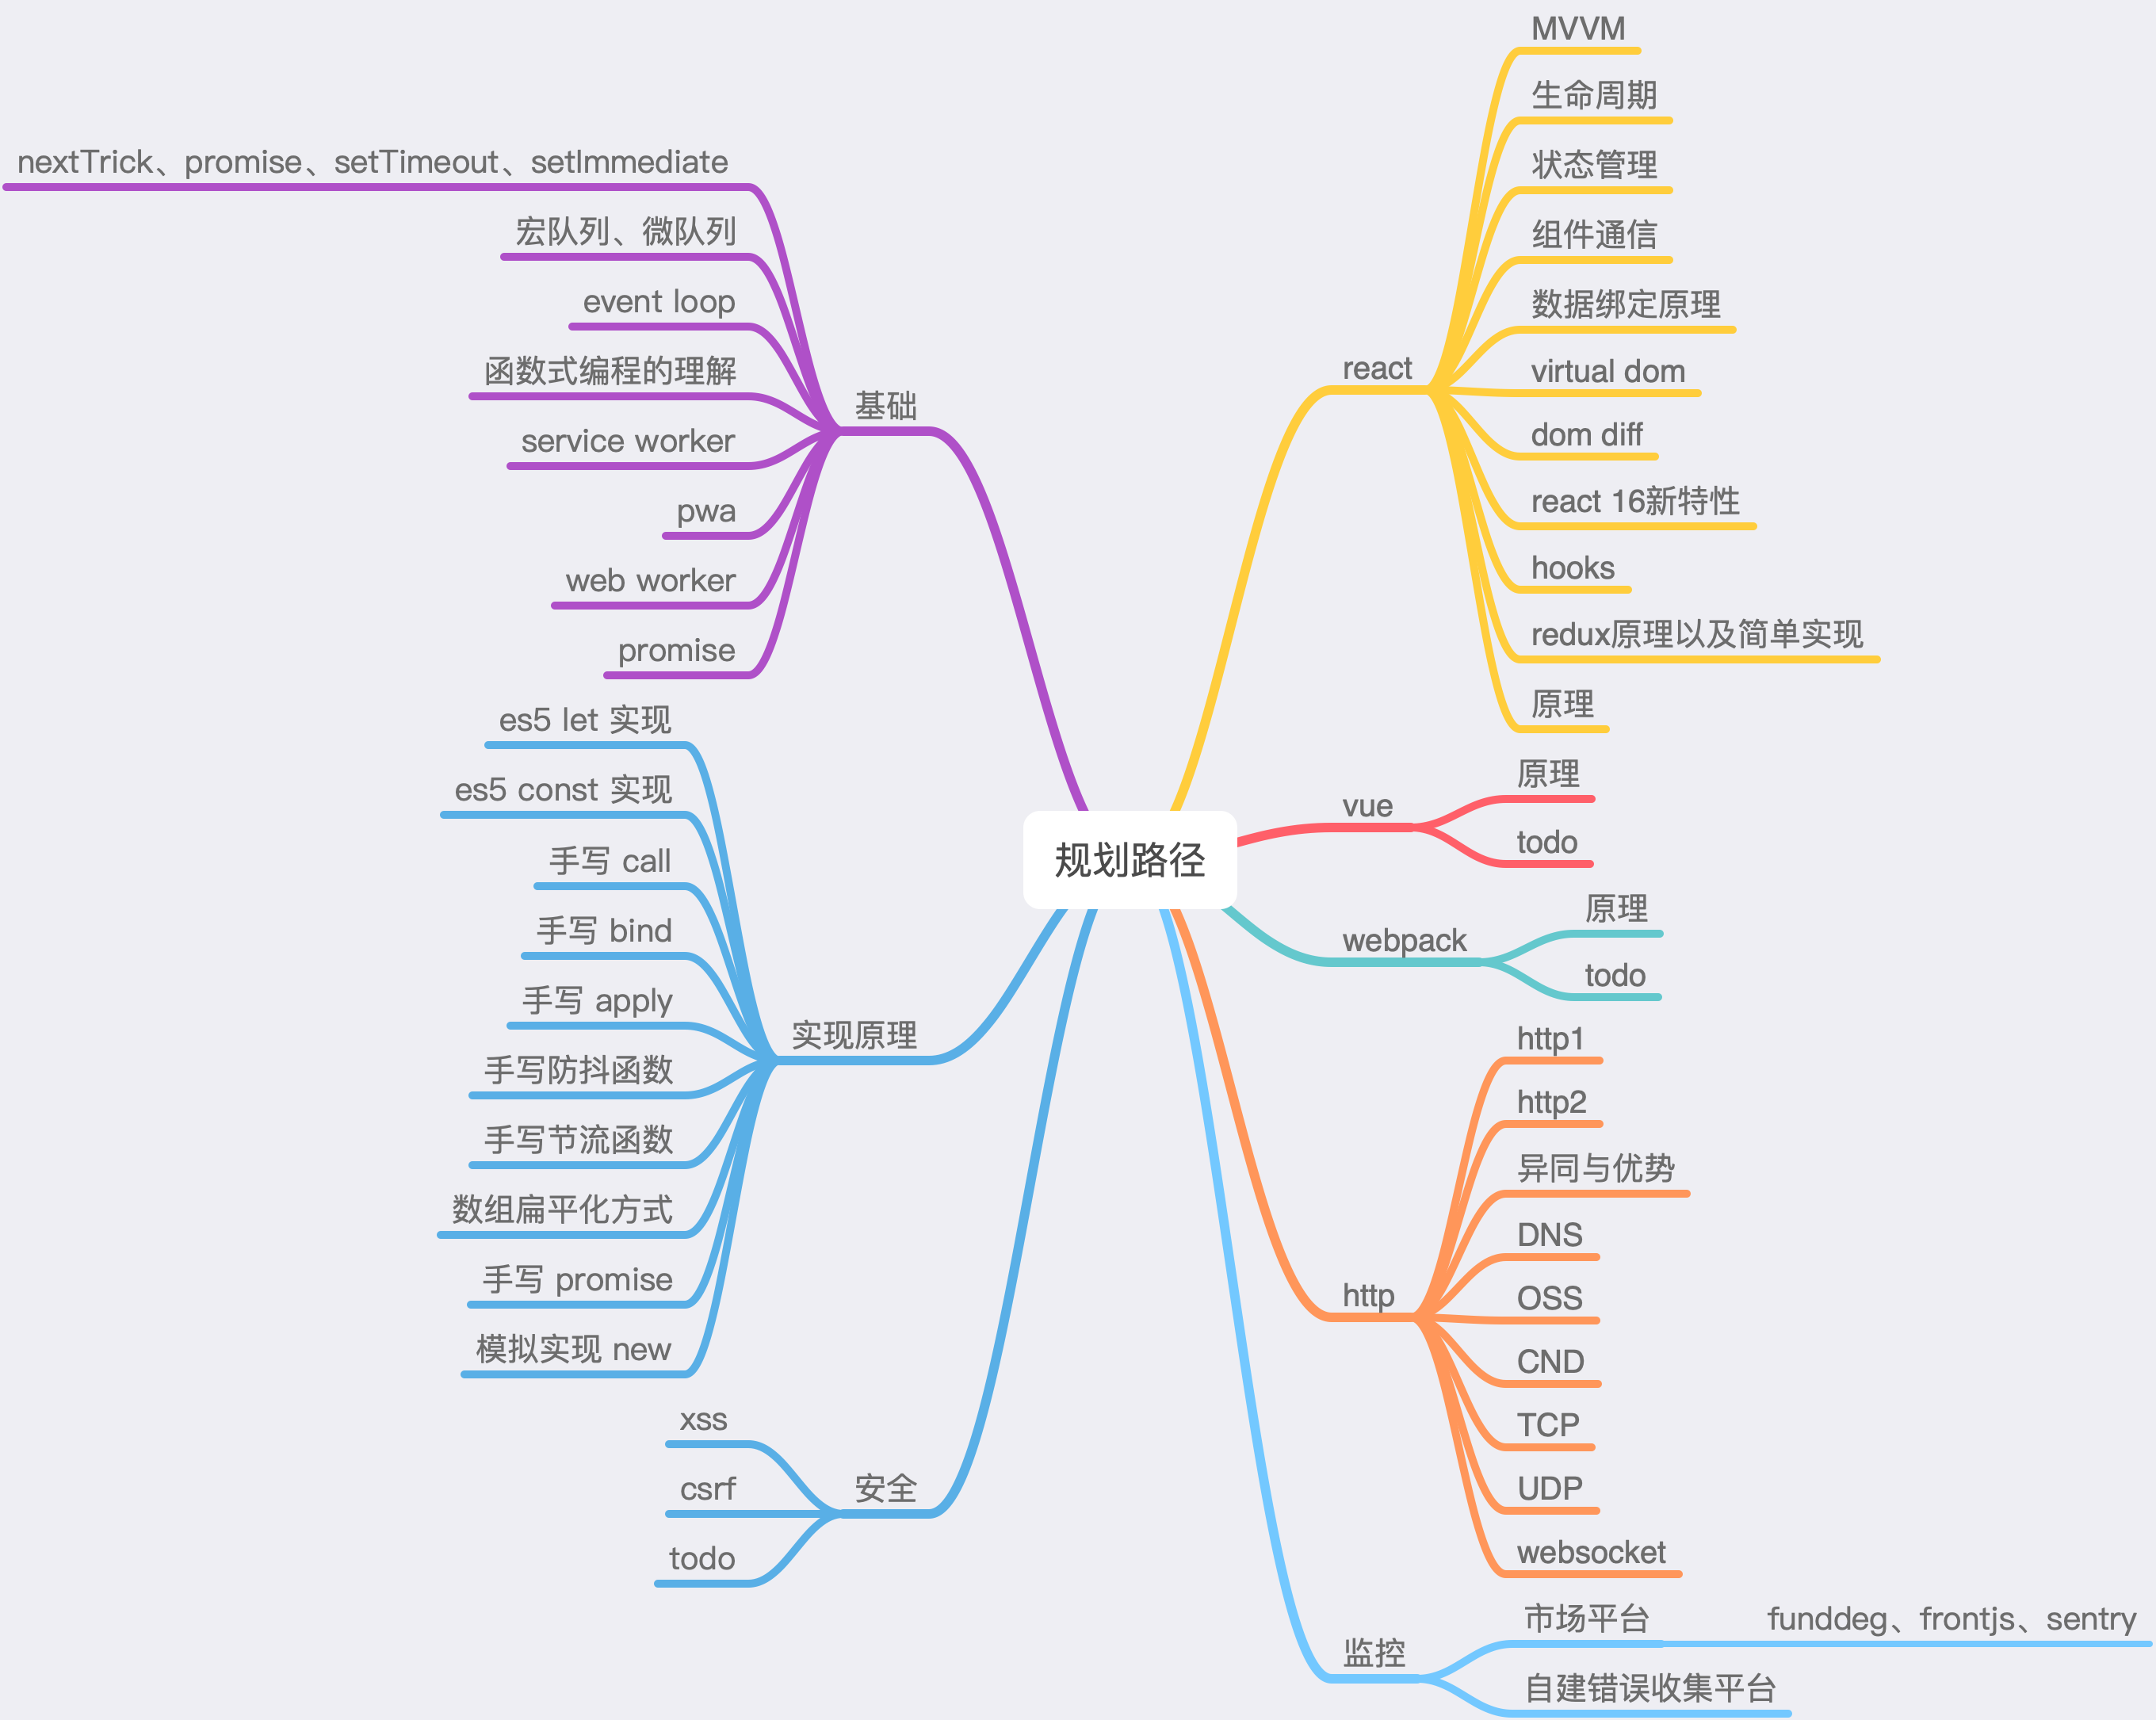 规划路径
react
MVVM
生命周期
状态管理
组件通信
数据绑定原理
virtual dom
dom diff
react 16新特性
hooks
redux原理以及简单实现
原理
vue
原理
todo
webpack
原理
todo
http
http1
http2
异同与优势
DNS
OSS
CND
TCP
UDP
websocket
监控
市场平台
funddeg、frontjs、sentry
自建错误收集平台
基础
nextTrick、promise、setTimeout、setImmediate
宏队列、微队列
event loop
函数式编程的理解
service worker
pwa
web worker
promise
实现原理
es5 let 实现
es5 const 实现
手写 call
手写 bind
手写 apply
手写防抖函数
手写节流函数
数组扁平化方式
手写 promise
模拟实现 new
安全
xss
csrf
todo